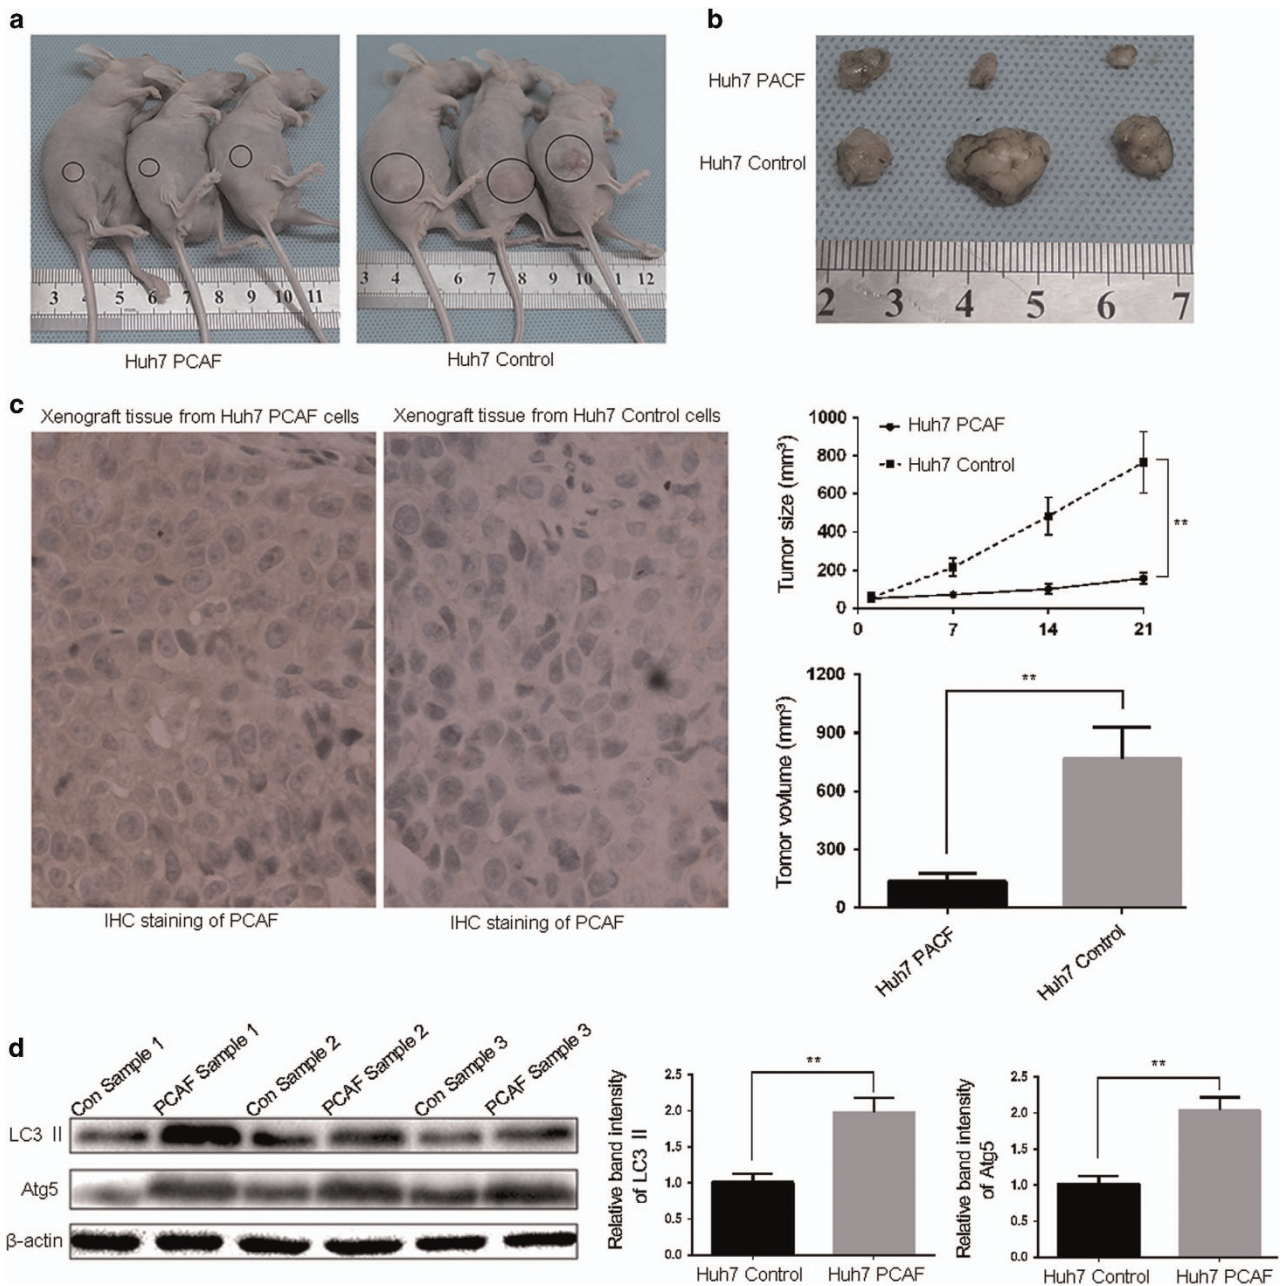 a
3 4 5 6 7 8 9 10 11
Huh7 PCAF
3 4 6 7 8 9 10 1 12
Huh7 Control
b
Huh7 PACF
Huh7 Control
2 3 4 5 6 7
c
Xenograft tissue from Huh7 PCAF cells
IHC staining of PCAF
Xenograft tissue from Huh7 Control cells
IHC staining of PCAF
Tumor size (mm³)
1000
800
600
400
200
0
0 7 14 21
Huh7 PCAF
Huh7 Control
**
Tomor vovlume (mm³)
1200
900
600
300
0
**
Huh7 PACF
Huh7 Control
d
Con Sample 1
PCAF Sample 1
Con Sample 2
PCAF Sample 2
Con Sample 3
PCAF Sample 3
LC3 II
Atg5
β-actin
Relative band intensity
of LC3 II
2.5
2.0
1.5
1.0
0.5
0.0
**
Huh7 Control Huh7 PCAF
Relative band intensity
of Atg5
2.5
2.0
1.5
1.0
0.5
0.0
**
Huh7 Control Huh7 PCAF